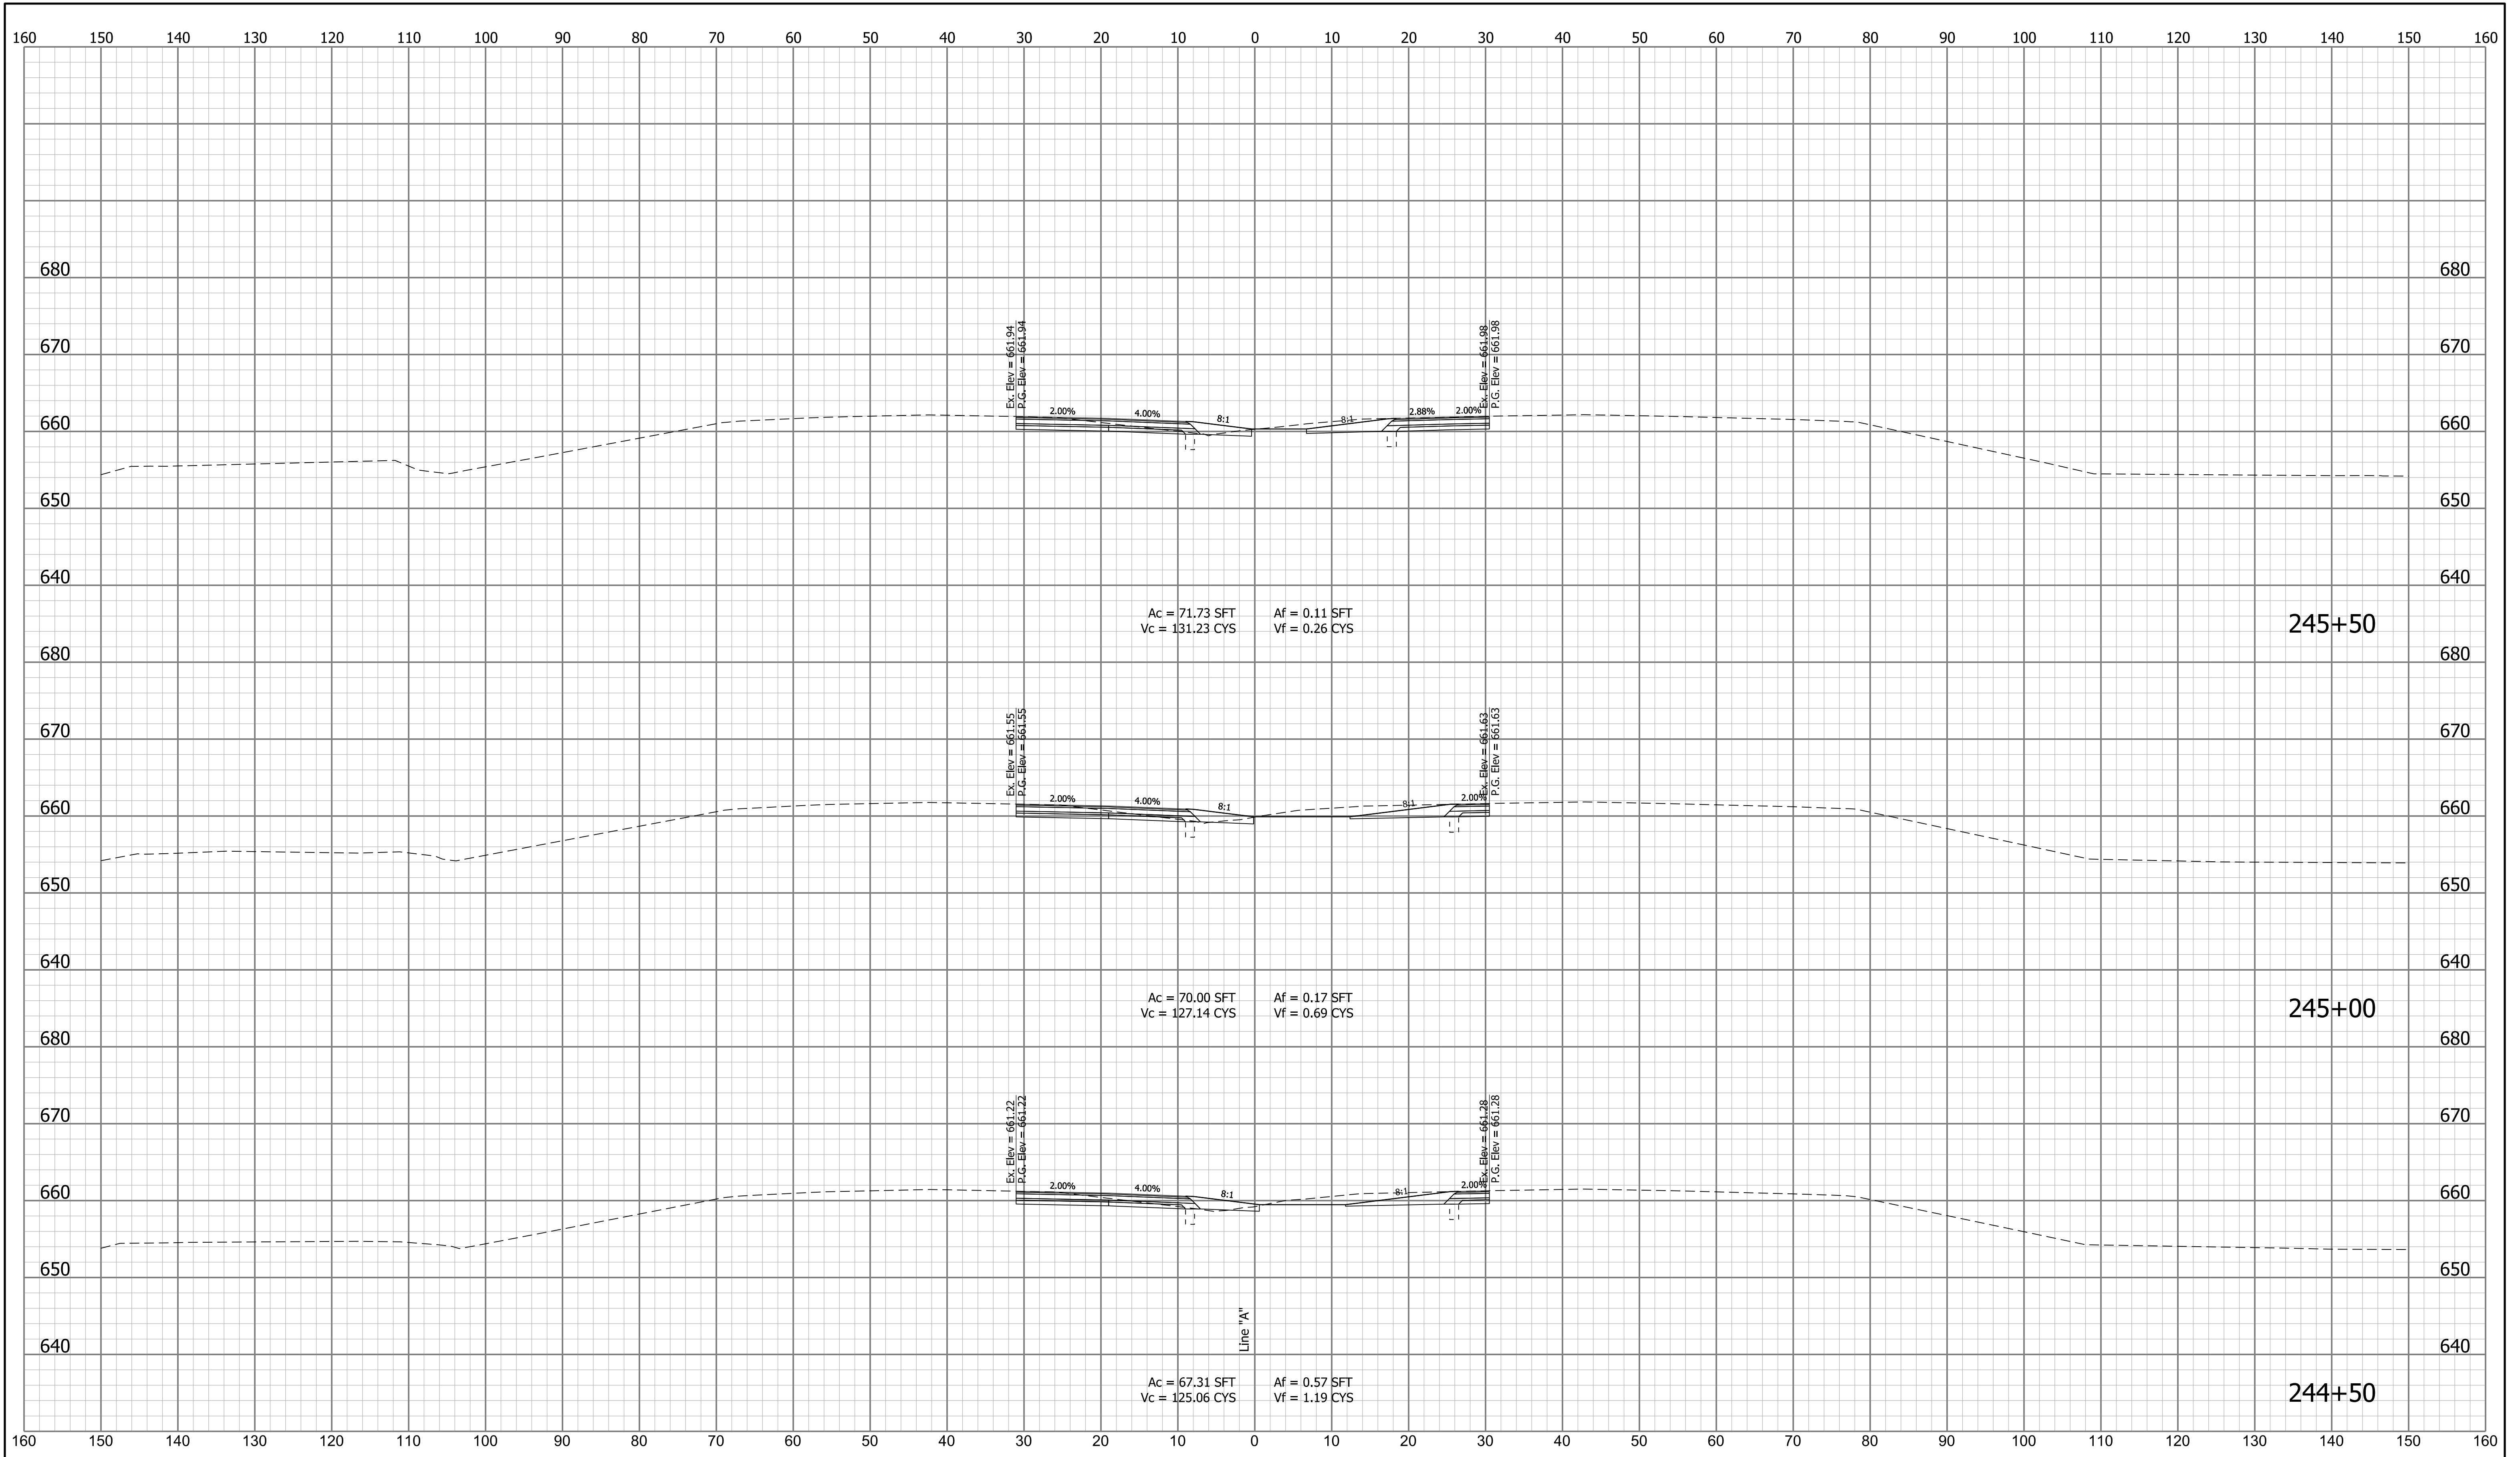 160 150 140 130 120 110 100 90 80 70 60 50 40 30 20 10 0 10 20 30 40 50 60 70 80 90 100 110 120 130 140 150 160
680 680
Ex. Elev = 661.94
P.G. Elev = 661.94
Ex. Elev = 661.98
P.G. Elev = 661.98
670 670
2.00% 4.00% 8:1 8:1 2.88% 2.00%
660 660
650 650
640 640
Ac = 71.73 SFT Af = 0.11 SFT
Vc = 131.23 CYS Vf = 0.26 CYS
245+50
680 680
Ex. Elev = 661.55
P.G. Elev = 661.55
Ex. Elev = 661.63
P.G. Elev = 661.63
670 670
2.00% 4.00% 8:1 8:1 2.00%
660 660
650 650
640 640
Ac = 70.00 SFT Af = 0.17 SFT
Vc = 127.14 CYS Vf = 0.69 CYS
245+00
680 680
Ex. Elev = 661.22
P.G. Elev = 661.22
Ex. Elev = 661.28
P.G. Elev = 661.28
670 670
2.00% 4.00% 8:1 8:1 2.00%
660 660
650 650
Line "A"
640 640
Ac = 67.31 SFT Af = 0.57 SFT
Vc = 125.06 CYS Vf = 1.19 CYS
244+50
160 150 140 130 120 110 100 90 80 70 60 50 40 30 20 10 0 10 20 30 40 50 60 70 80 90 100 110 120 130 140 150 160